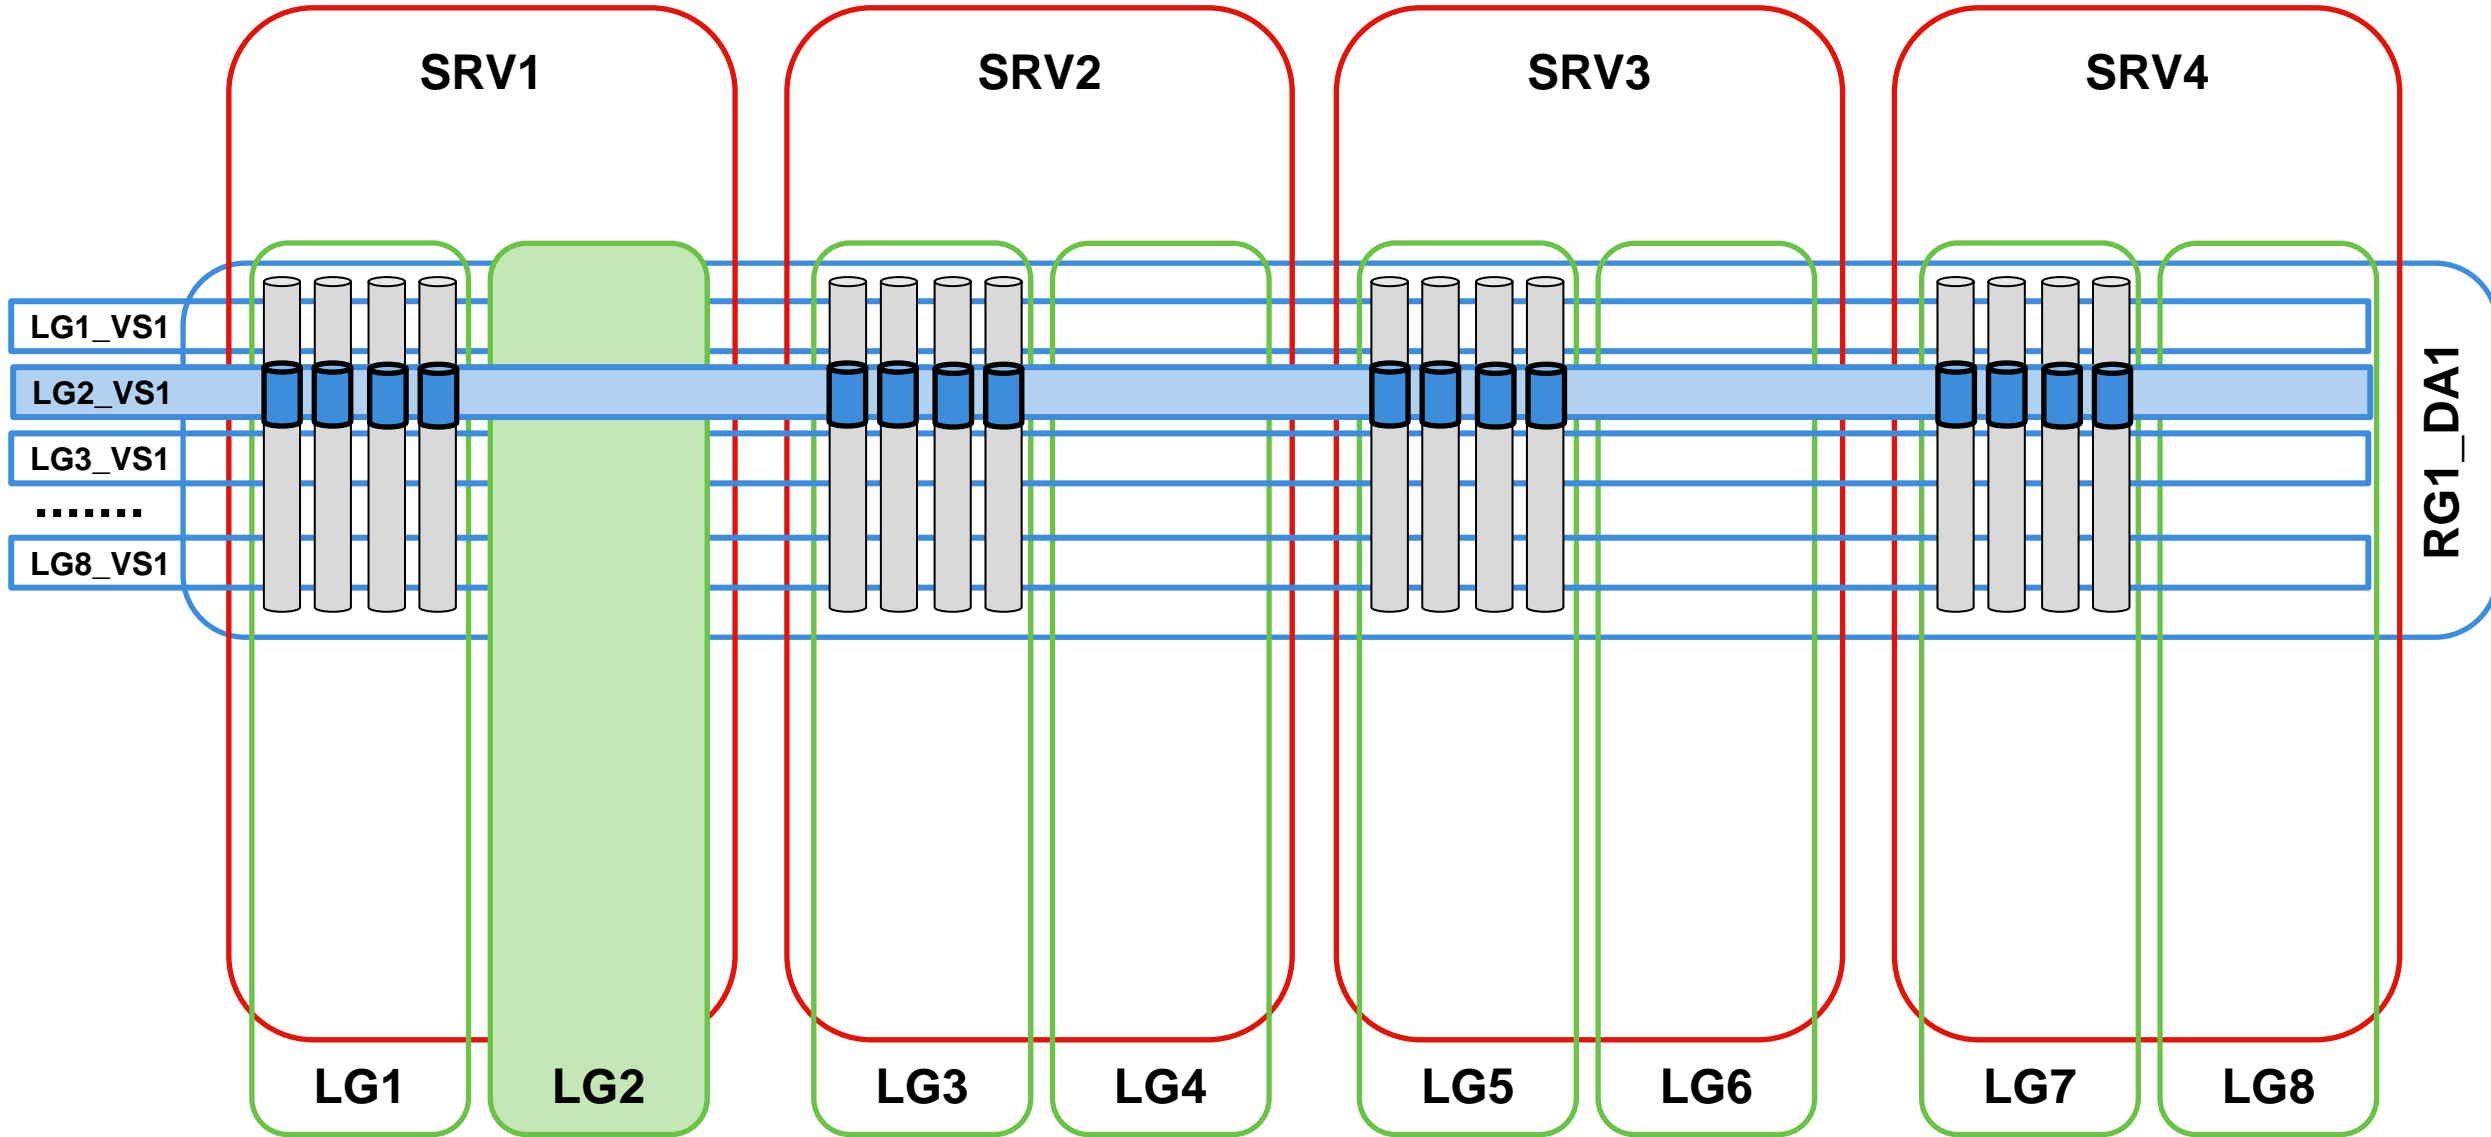 SRV1
SRV2
SRV3
SRV4
LG1_VS1
LG2_VS1
LG3_VS1
.......
LG8_VS1
RG1_DA1
LG1
LG2
LG3
LG4
LG5
LG6
LG7
LG8